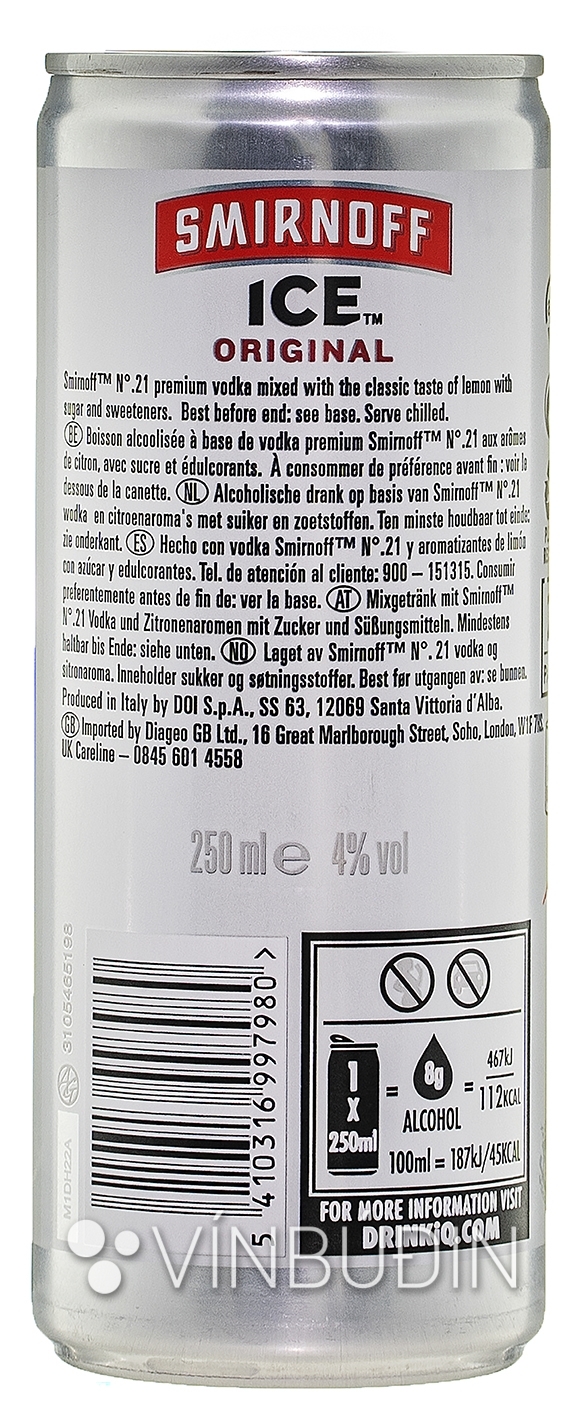 SMIRNOFF
ICE™
ORIGINAL
Smirnoff™ Nº.21 premium vodka mixed with the classic taste of lemon with
sugar and sweeteners. Best before end: see base. Serve chilled.
BE Boisson alcoolisée à base de vodka premium Smirnoff™ Nº.21 aux arômes
de citron, avec sucre et édulcorants. À consommer de préférence avant fin : voir le
dessous de la canette. NL Alcoholische drank op basis van Smirnoff™ Nº.21
wodka en citroenaroma's met suiker en zoetstoffen. Ten minste houdbaar tot einde:
zie onderkant. ES Hecho con vodka Smirnoff™ Nº.21 y aromatizantes de limón
con azúcar y edulcorantes. Tel. de atención al cliente: 900 – 151315. Consumir
preferentemente antes de fin de: ver la base. AT Mixgetränk mit Smirnoff™
Nº.21 Vodka und Zitronenaromen mit Zucker und Süßungsmitteln. Mindestens
haltbar bis Ende: siehe unten. NO Laget av Smirnoff™ Nº. 21 vodka og
sitronaroma. Inneholder sukker og søtningsstoffer. Best før utgangen av: se bunnen.
Produced in Italy by DOI S.p.A., SS 63, 12069 Santa Vittoria d'Alba.
GB Imported by Diageo GB Ltd., 16 Great Marlborough Street, Soho, London, W1F
UK Careline – 0845 601 4558
250 ml e 4% vol
3105465198
M1DH22A
5 410316 997980 >
1
X
250ml
=
8g
ALCOHOL
=
467kJ
112KCAL
100ml = 187kJ/45KCAL
FOR MORE INFORMATION VISIT
DRINKiQ.COM
VÍNBÚÐIN